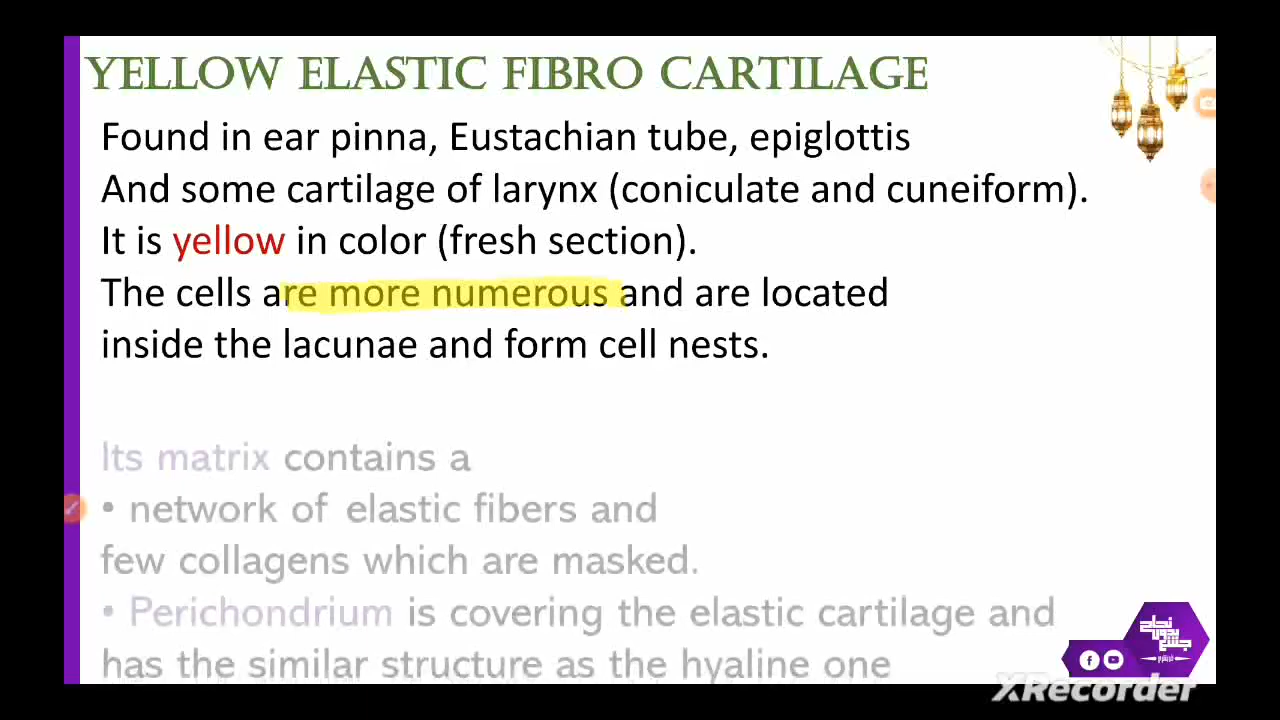 YELLOW ELASTIC FIBRO CARTILAGE
Found in ear pinna, Eustachian tube, epiglottis
And some cartilage of larynx (coniculate and cuneiform).
It is yellow in color (fresh section).
The cells are more numerous and are located
inside the lacunae and form cell nests.
Its matrix contains a
• network of elastic fibers and
few collagens which are masked.
• Perichondrium is covering the elastic cartilage and
has the similar structure as the hyaline one
XRecorder